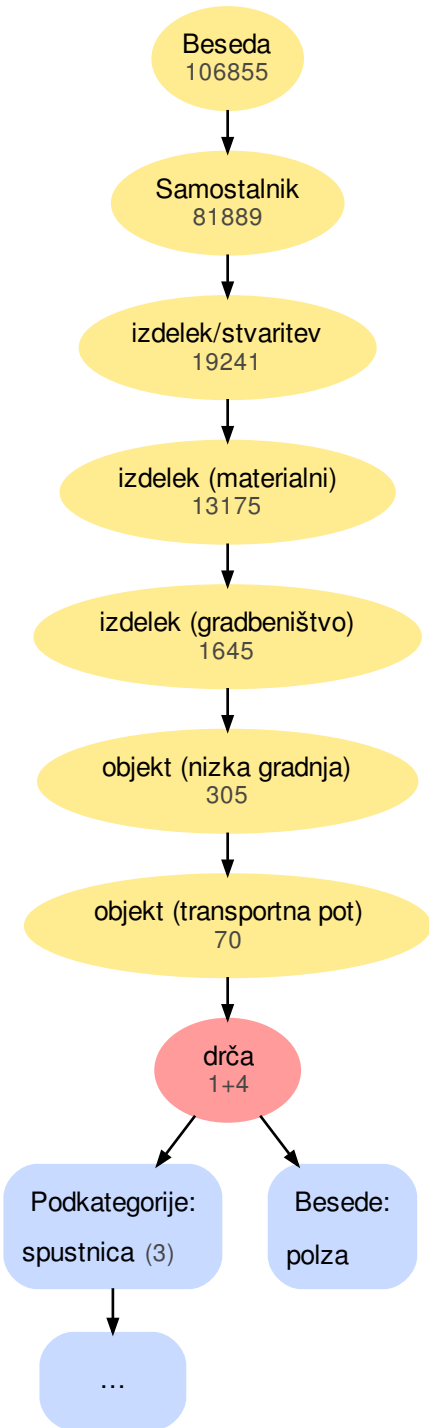 Beseda
106855
Samostalnik
81889
izdelek/stvaritev
19241
izdelek (materialni)
13175
izdelek (gradbeništvo)
1645
objekt (nizka gradnja)
305
objekt (transportna pot)
70
drča
1+4
Podkategorije:
spustnica (3)
Besede:
polza
...